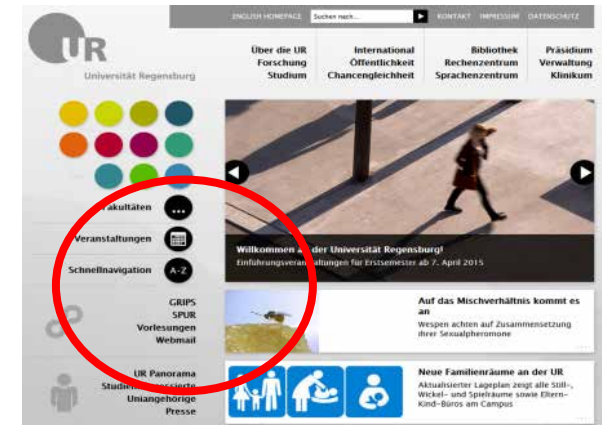 ENGLISH HOMEPAGE Suchen nach... KONTAKT IMPRESSUM DATENSCHUTZ
UR
Universität Regensburg
Über die UR
Forschung
Studium
International
Öffentlichkeit
Chancengleichheit
Bibliothek
Rechenzentrum
Sprachenzentrum
Präsidium
Verwaltung
Klinikum
Fakultäten ...
Veranstaltungen
Schnellnavigation A-Z
Willkommen an der Universität Regensburg!
Einführungsveranstaltungen für Erstsemester ab 7. April 2015
GRIPS
SPUR
Vorlesungen
Webmail
Auf das Mischverhältnis kommt es
an
Wespen achten auf Zusammensetzung
ihrer Sexualpheromone
UR Panorama
Studieninteressierte
Uniangehörige
Presse
Neue Familienräume an der UR
Aktualisierter Lageplan zeigt alle Still-,
Wickel- und Spielräume sowie Eltern-
Kind-Büros am Campus